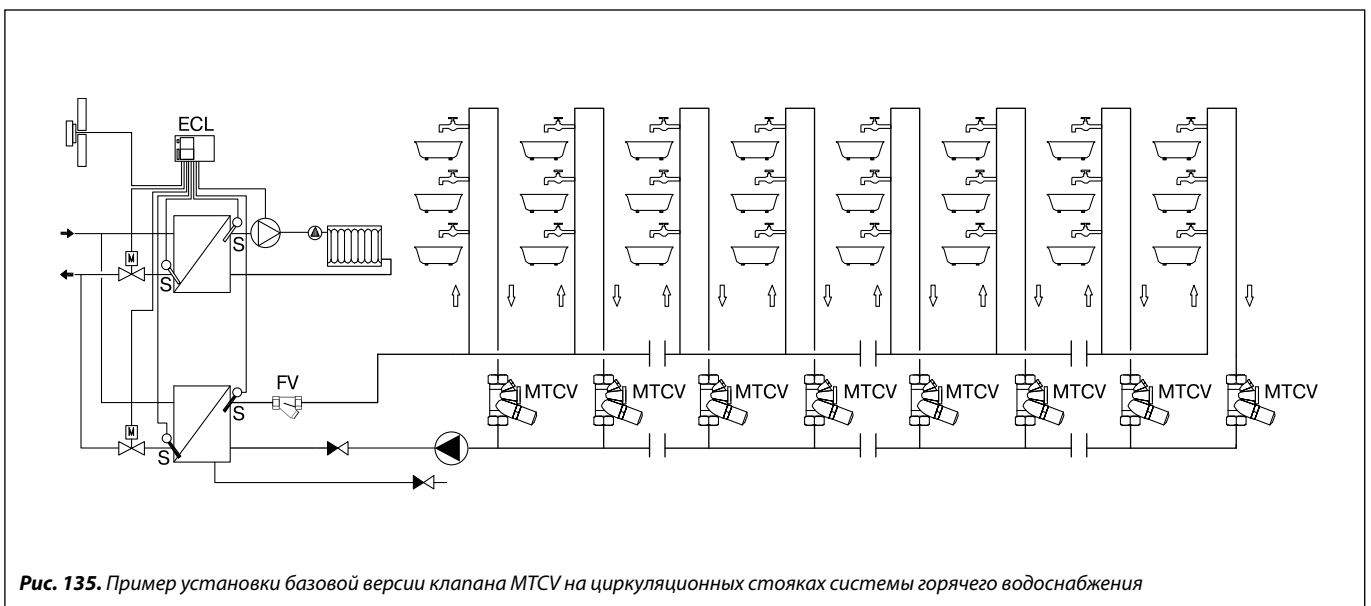 ECL
M
S
S
M
S
S
FV
MTCV MTCV MTCV MTCV MTCV MTCV MTCV MTCV
Рис. 135. Пример установки базовой версии клапана MTCV на циркуляционных стояках системы горячего водоснабжения